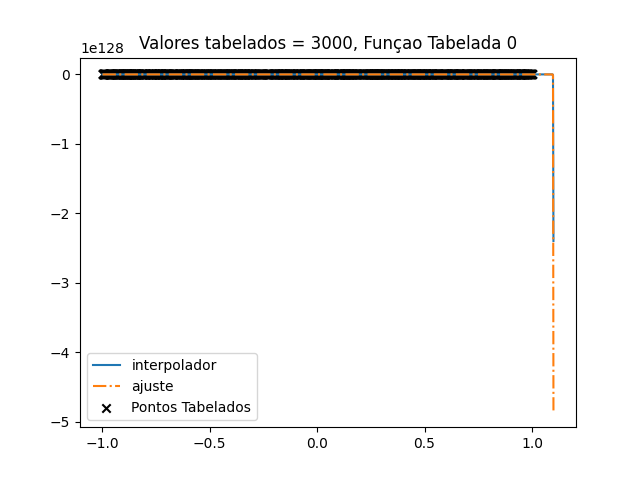 Valores tabelados = 3000, Funçao Tabelada 0
1e128
0
−1
−2
−3
−4
−5
interpolador
ajuste
Pontos Tabelados
−1.0 −0.5 0.0 0.5 1.0